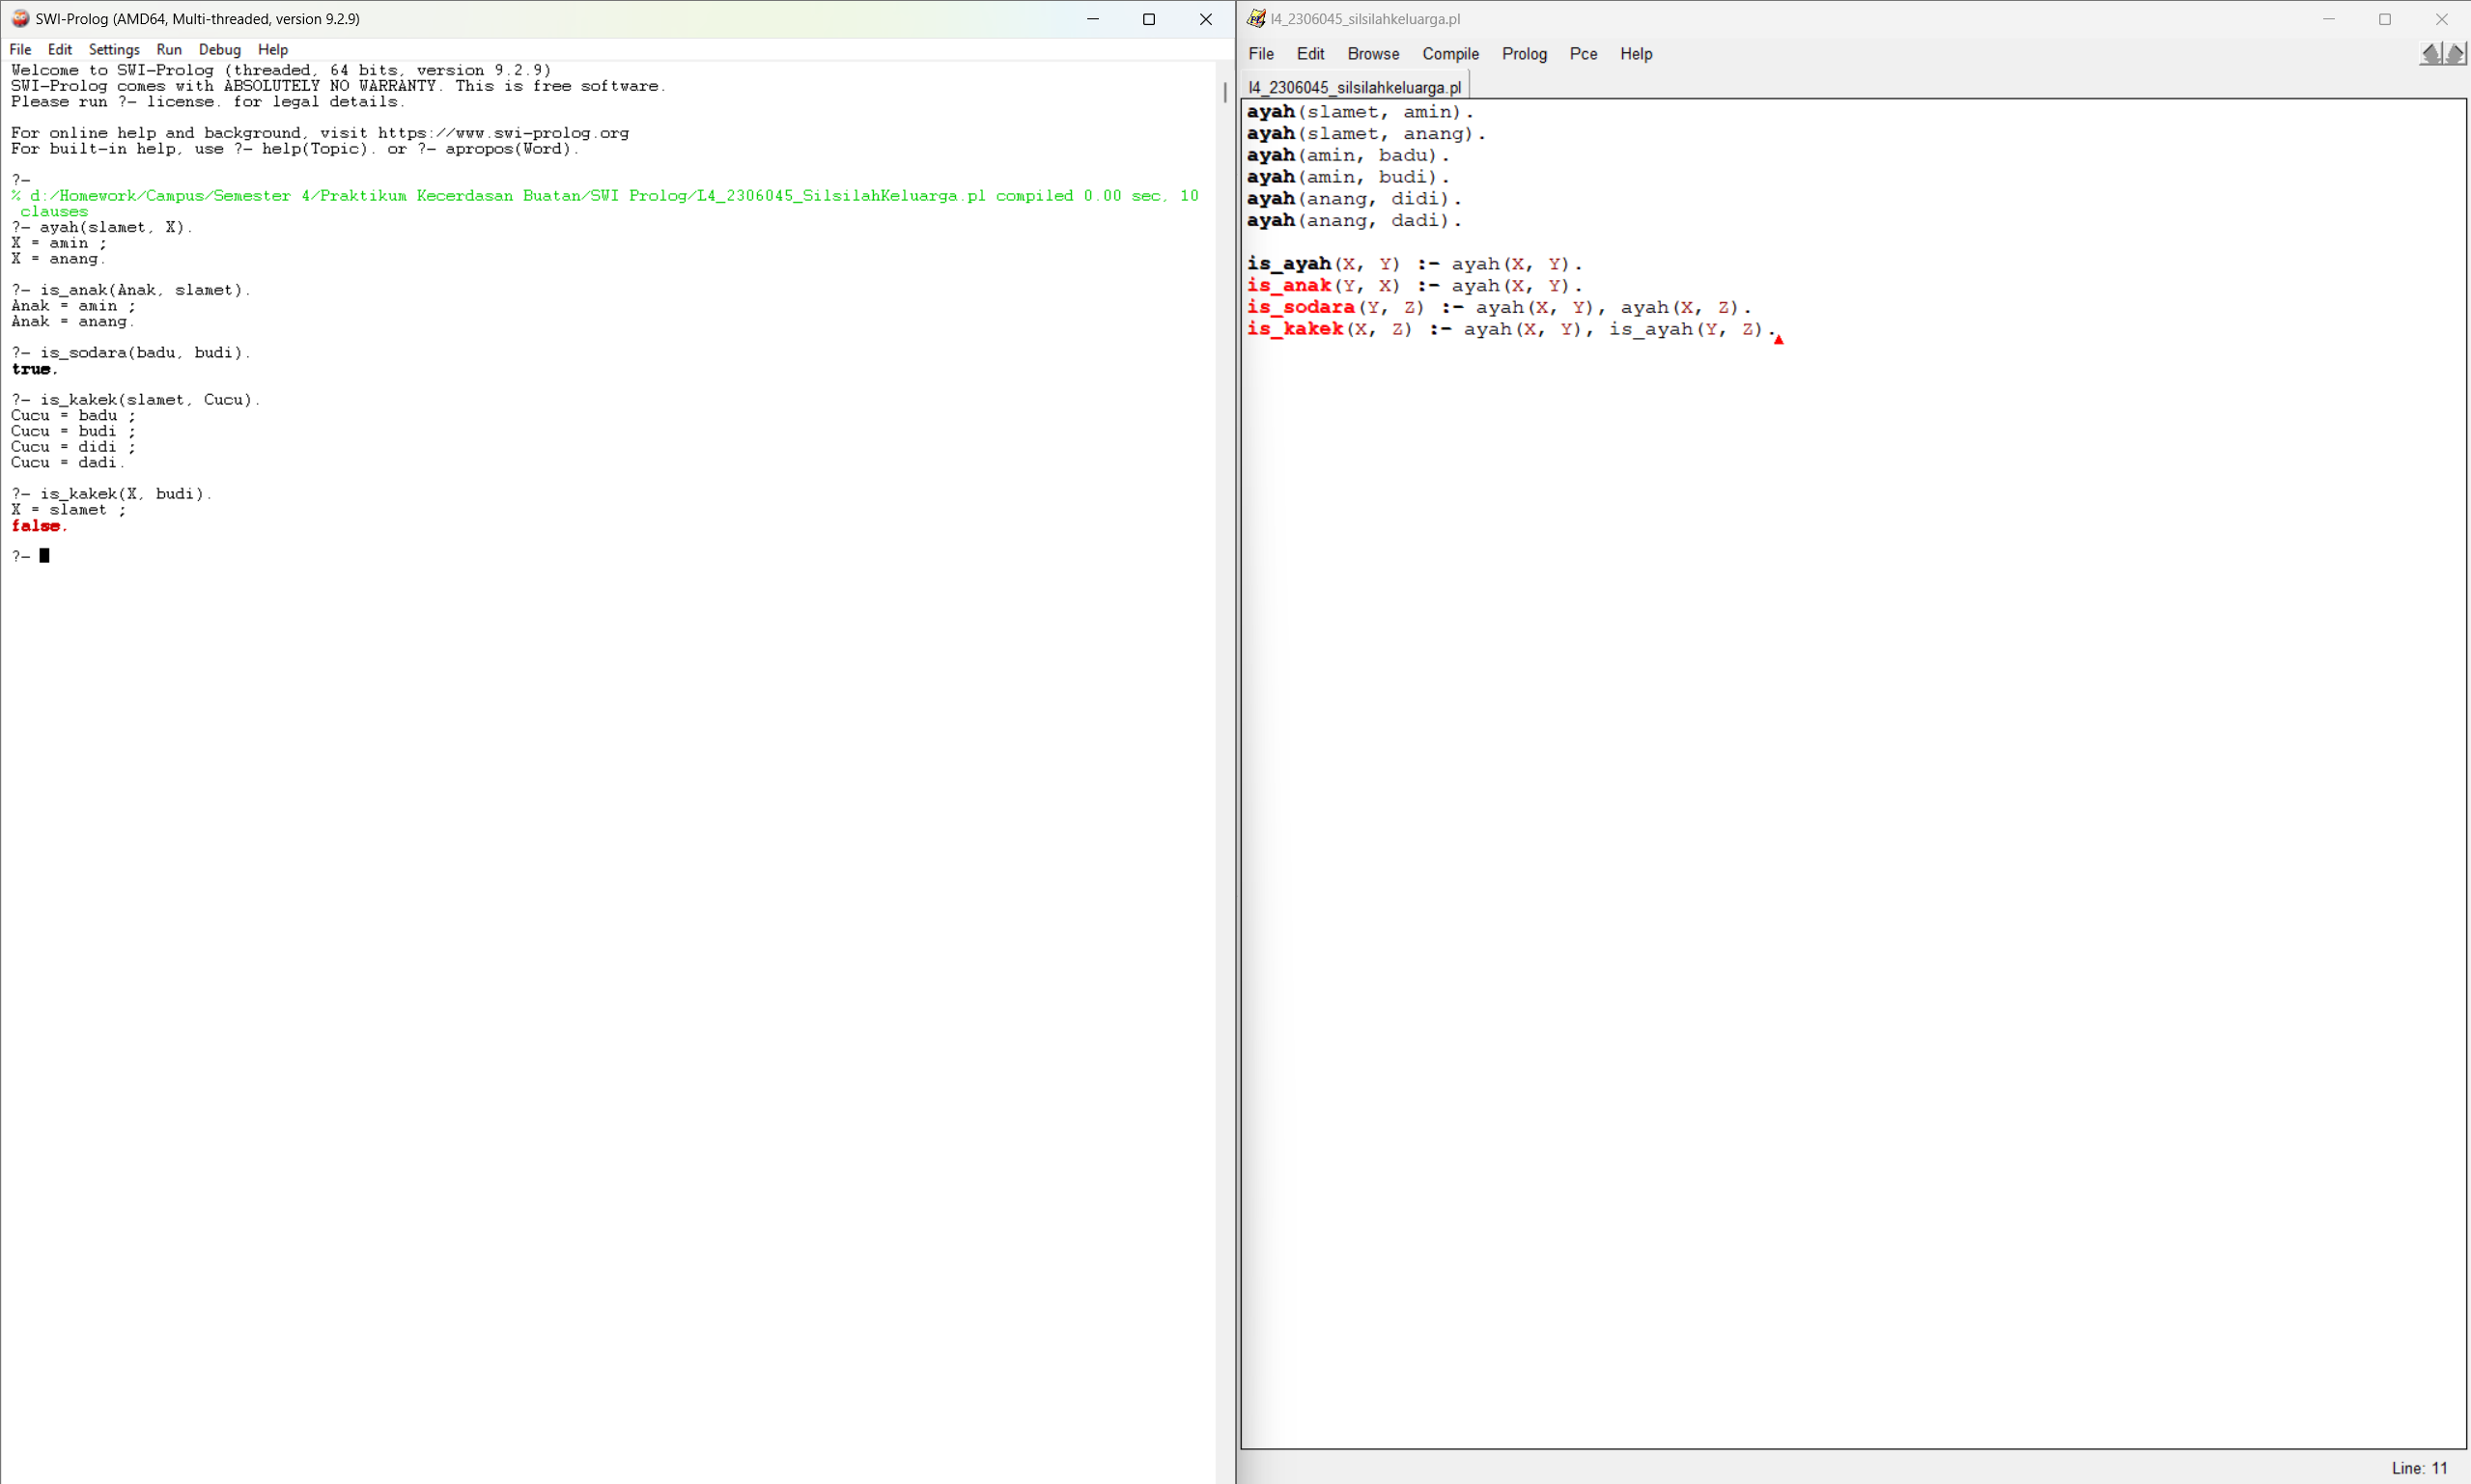 SWI-Prolog (AMD64, Multi-threaded, version 9.2.9)
File Edit Settings Run Debug Help
Welcome to SWI-Prolog (threaded, 64 bits, version 9.2.9)
SWI-Prolog comes with ABSOLUTELY NO WARRANTY. This is free software.
Please run ?- license. for legal details.
For online help and background, visit https://www.swi-prolog.org
For built-in help, use ?- help(Topic). or ?- apropos(Word).
?-
% d:/Homework/Campus/Semester 4/Praktikum Kecerdasan Buatan/SWI Prolog/L4_2306045_SilsilahKeluarga.pl compiled 0.00 sec, 10
clauses
?- ayah(slamet, X).
X = amin ;
X = anang.
?- is_anak(Anak, slamet).
Anak = amin ;
Anak = anang.
?- is_sodara(badu, budi).
true.
?- is_kakek(slamet, Cucu).
Cucu = badu ;
Cucu = budi ;
Cucu = didi ;
Cucu = dadi.
?- is_kakek(X, budi).
X = slamet ;
false.
?-
l4_2306045_silsilahkeluarga.pl
File Edit Browse Compile Prolog Pce Help
l4_2306045_silsilahkeluarga.pl
ayah(slamet, amin).
ayah(slamet, anang).
ayah(amin, badu).
ayah(amin, budi).
ayah(anang, didi).
ayah(anang, dadi).
is_ayah(X, Y) :- ayah(X, Y).
is_anak(Y, X) :- ayah(X, Y).
is_sodara(Y, Z) :- ayah(X, Y), ayah(X, Z).
is_kakek(X, Z) :- ayah(X, Y), is_ayah(Y, Z).
Line: 11